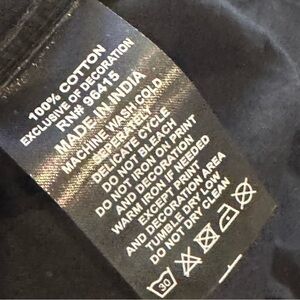 100% COTTON
EXCLUSIVE OF DECORATION
RN# 96415
MADE IN INDIA
MACHINE WASH COLD
SEPERATELY
DELICATE CYCLE
DO NOT BLEACH
DO NOT IRON ON PRINT
AND DECORATION
WARM IRON IF NEEDED
EXCEPT PRINT
AND DECORATION AREA
TUMBLE DRY LOW
DO NOT DRY CLEAN
30